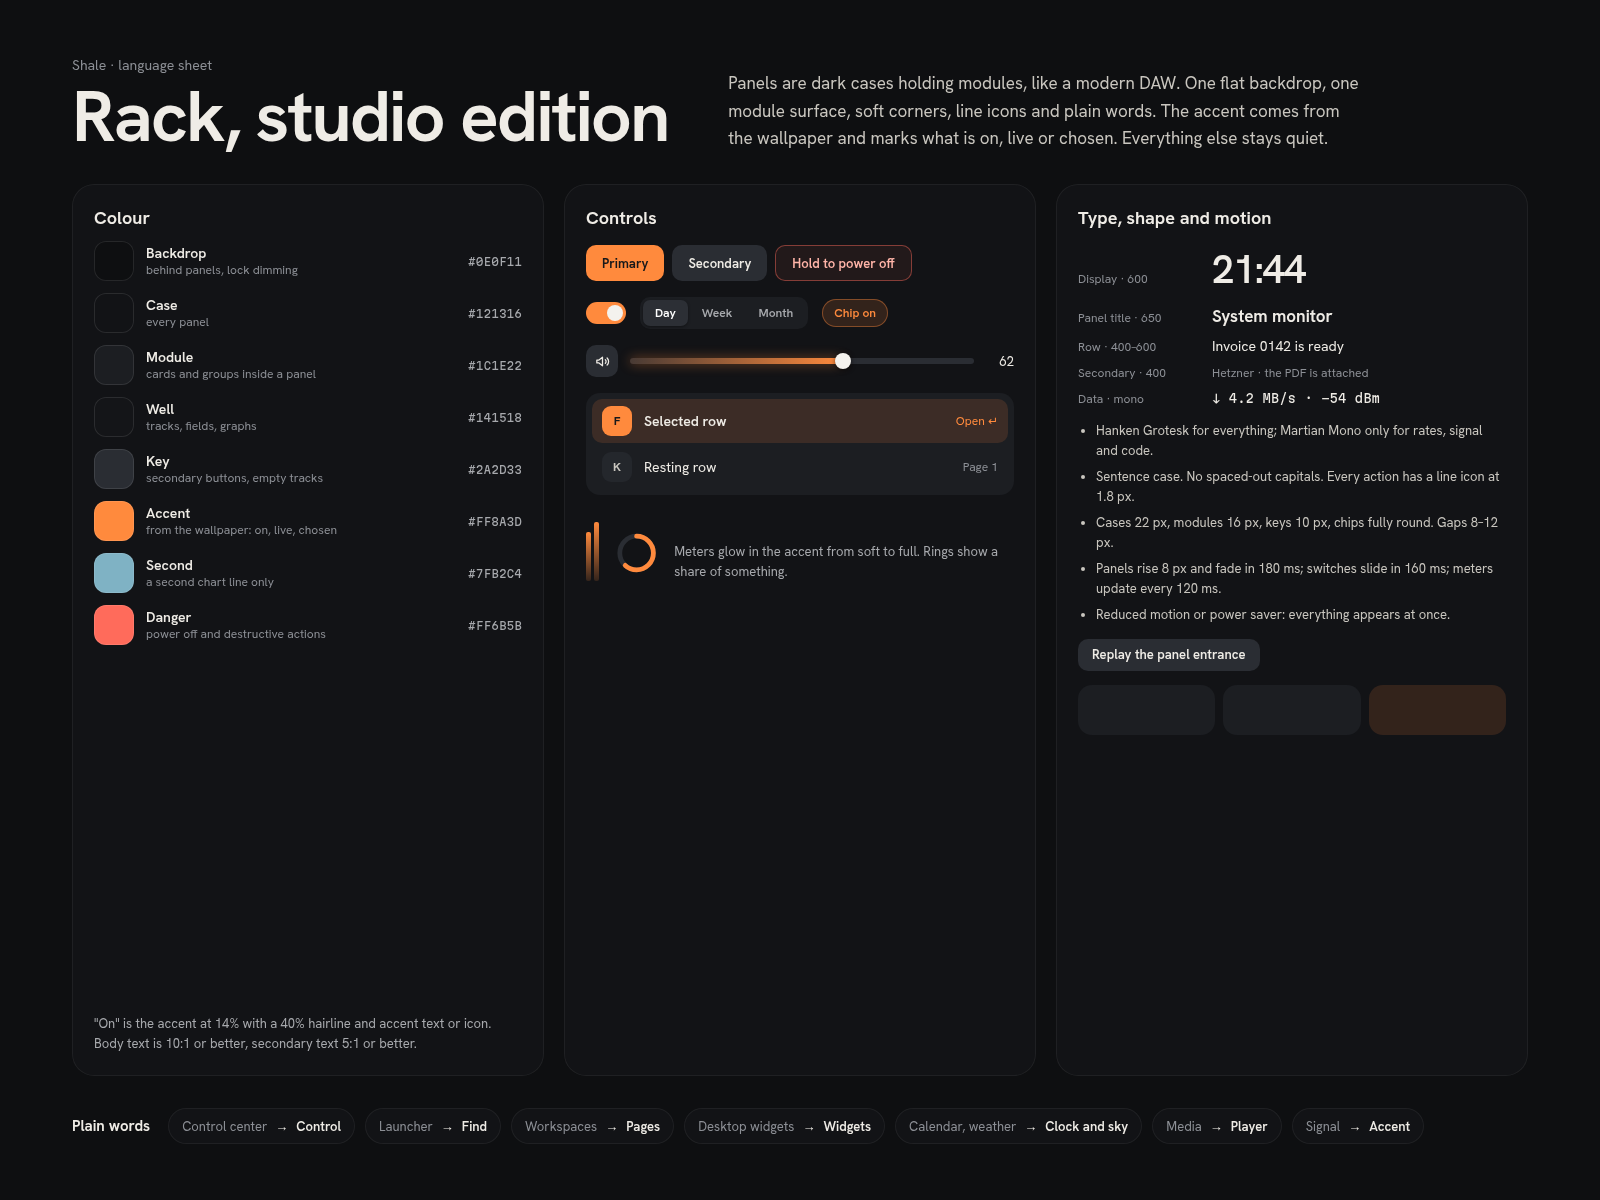 Shale · language sheet
Rack, studio edition
Panels are dark cases holding modules, like a modern DAW. One flat backdrop, one
module surface, soft corners, line icons and plain words. The accent comes from
the wallpaper and marks what is on, live or chosen. Everything else stays quiet.
Colour
Backdrop
behind panels, lock dimming
#0E0F11
Case
every panel
#121316
Module
cards and groups inside a panel
#1C1E22
Well
tracks, fields, graphs
#141518
Key
secondary buttons, empty tracks
#2A2D33
Accent
from the wallpaper: on, live, chosen
#FF8A3D
Second
a second chart line only
#7FB2C4
Danger
power off and destructive actions
#FF6B5B
"On" is the accent at 14% with a 40% hairline and accent text or icon.
Body text is 10:1 or better, secondary text 5:1 or better.
Controls
Primary
Secondary
Hold to power off
Day
Week
Month
Chip on
62
F
Selected row
Open ↵
K
Resting row
Page 1
Meters glow in the accent from soft to full. Rings show a
share of something.
Type, shape and motion
Display · 600
21:44
Panel title · 650
System monitor
Row · 400–600
Invoice 0142 is ready
Secondary · 400
Hetzner · the PDF is attached
Data · mono
↓ 4.2 MB/s · −54 dBm
• Hanken Grotesk for everything; Martian Mono only for rates, signal
and code.
• Sentence case. No spaced-out capitals. Every action has a line icon at
1.8 px.
• Cases 22 px, modules 16 px, keys 10 px, chips fully round. Gaps 8–12
px.
• Panels rise 8 px and fade in 180 ms; switches slide in 160 ms; meters
update every 120 ms.
• Reduced motion or power saver: everything appears at once.
Replay the panel entrance
Plain words
Control center → Control
Launcher → Find
Workspaces → Pages
Desktop widgets → Widgets
Calendar, weather → Clock and sky
Media → Player
Signal → Accent